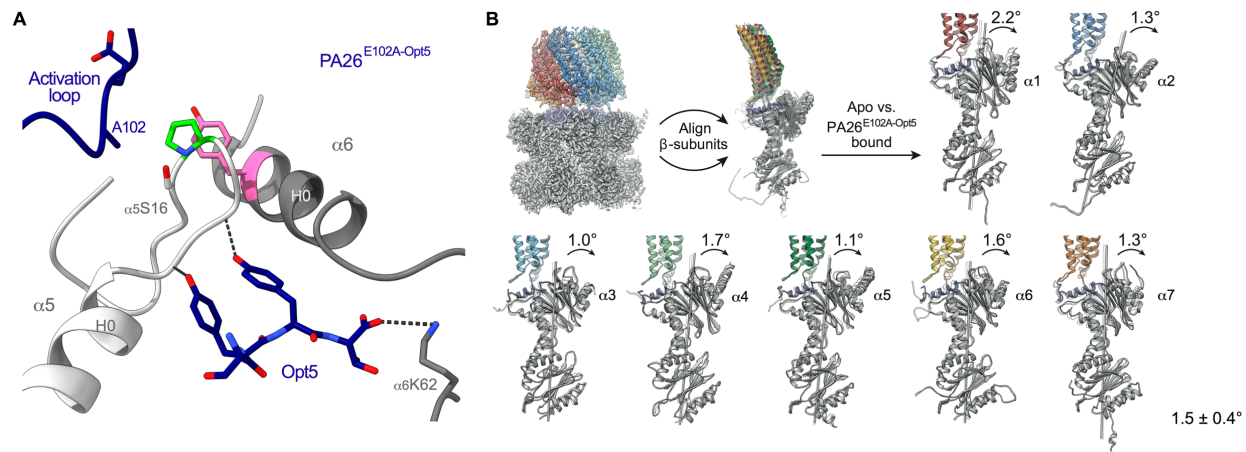 A
Activation
loop
A102
PA26E102A-Opt5
α6
H0
α5S16
α5
H0
Opt5
α6K62
B
Align
β-subunits
Apo vs.
PA26E102A-Opt5
bound
2.2°
α1
1.3°
α2
1.0°
α3
1.7°
α4
1.1°
α5
1.6°
α6
1.3°
α7
1.5 ± 0.4°